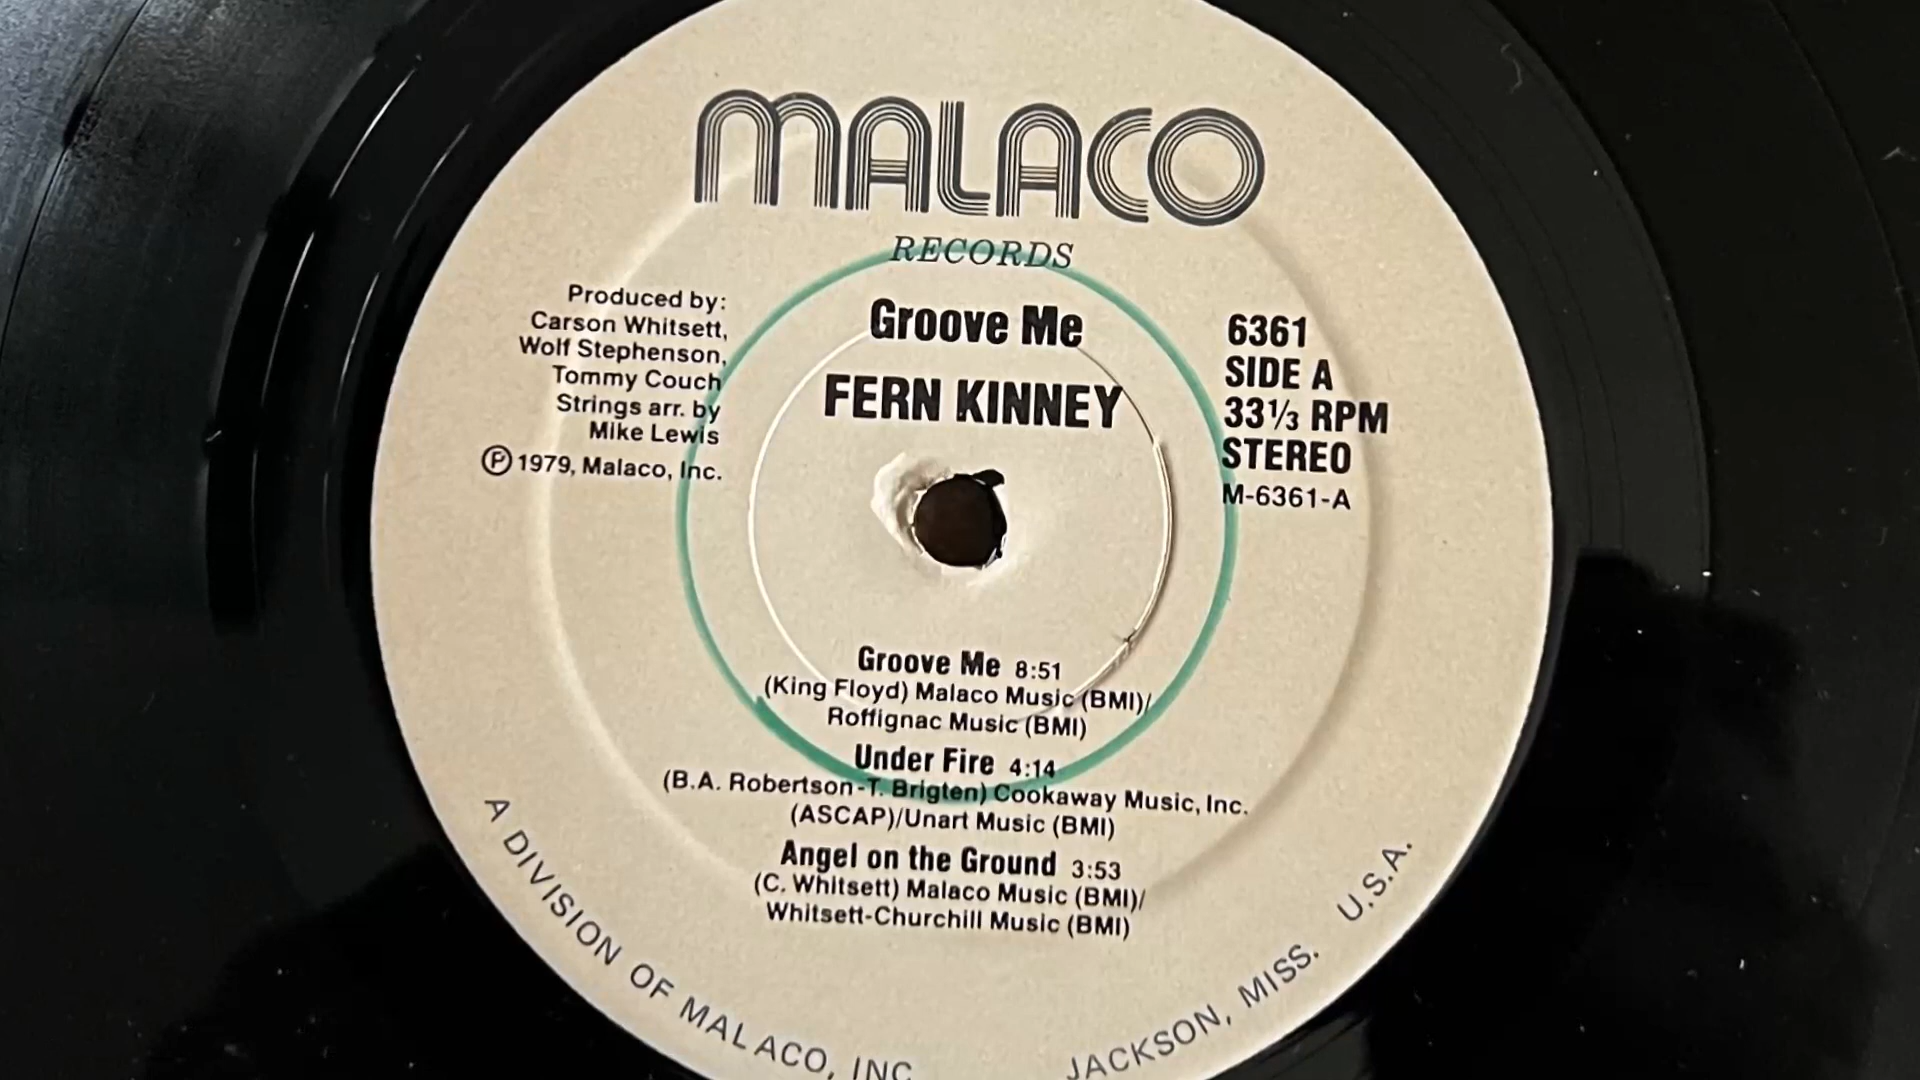 MALACO
RECORDS
Groove Me
FERN KINNEY
Produced by:
Carson Whitsett,
Wolf Stephenson,
Tommy Couch
Strings arr. by
Mike Lewis
Ⓟ 1979, Malaco, Inc.
6361
SIDE A
33⅓ RPM
STEREO
M-6361-A
Groove Me 8:51
(King Floyd) Malaco Music (BMI)/
Roffignac Music (BMI)
Under Fire 4:14
(B.A. Robertson-T. Brigten) Cookaway Music, Inc.
(ASCAP)/Unart Music (BMI)
Angel on the Ground 3:53
(C. Whitsett) Malaco Music (BMI)/
Whitsett-Churchill Music (BMI)
A DIVISION OF MALACO, INC
JACKSON, MISS. U.S.A.